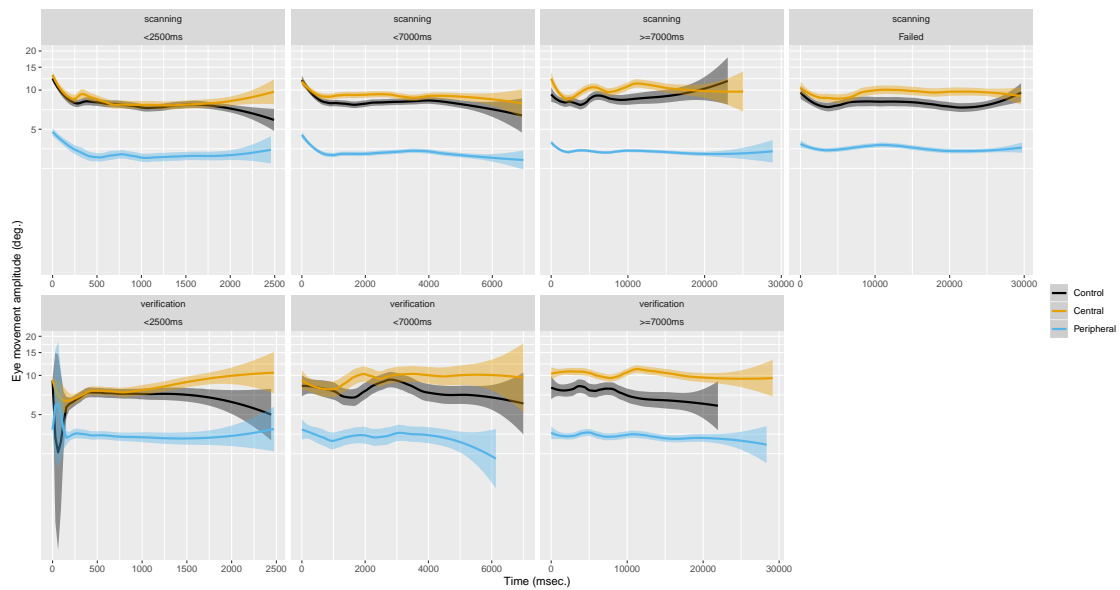 scanning
<2500ms
scanning
<7000ms
scanning
>=7000ms
scanning
Failed
20
15
10
5
0 500 1000 1500 2000 2500
0 2000 4000 6000
0 10000 20000 30000
0 10000 20000 30000
Eye movement amplitude (deg.)
verification
<2500ms
verification
<7000ms
verification
>=7000ms
20
15
10
5
0 500 1000 1500 2000 2500
0 2000 4000 6000
0 10000 20000 30000
Time (msec.)
Control
Central
Peripheral